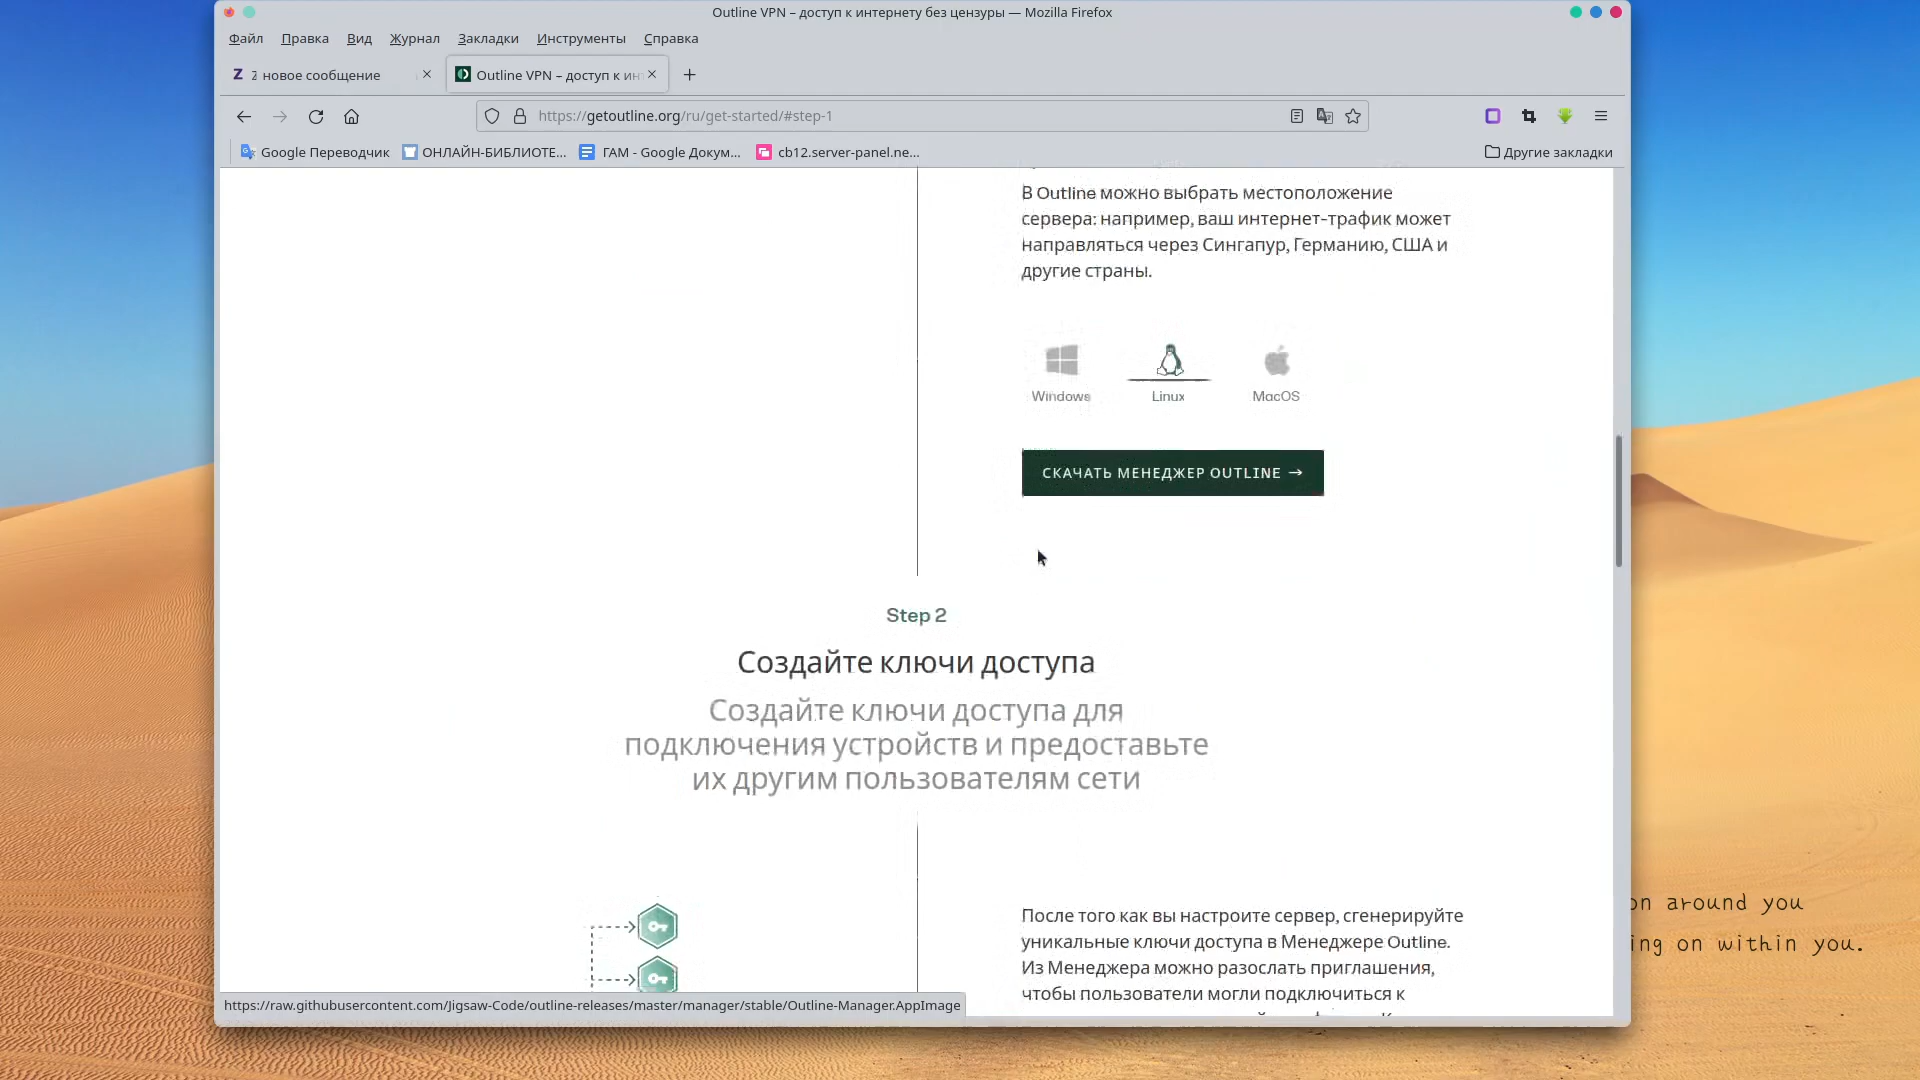 Outline VPN – доступ к интернету без цензуры — Mozilla Firefox
Файл Правка Вид Журнал Закладки Инструменты Справка
новое сообщение
Outline VPN – доступ к ин
https://getoutline.org/ru/get-started/#step-1
Google Переводчик ОНЛАЙН-БИБЛИОТЕ... ГАМ - Google Докум... cb12.server-panel.ne... Другие закладки
В Outline можно выбрать местоположение
сервера: например, ваш интернет-трафик может
направляться через Сингапур, Германию, США и
другие страны.
Windows Linux MacOS
СКАЧАТЬ МЕНЕДЖЕР OUTLINE →
Step 2
Создайте ключи доступа
Создайте ключи доступа для
подключения устройств и предоставьте
их другим пользователям сети
После того как вы настроите сервер, сгенерируйте
уникальные ключи доступа в Менеджере Outline.
Из Менеджера можно разослать приглашения,
чтобы пользователи могли подключиться к
https://raw.githubusercontent.com/Jigsaw-Code/outline-releases/master/manager/stable/Outline-Manager.AppImage
on around you
ing on within you.